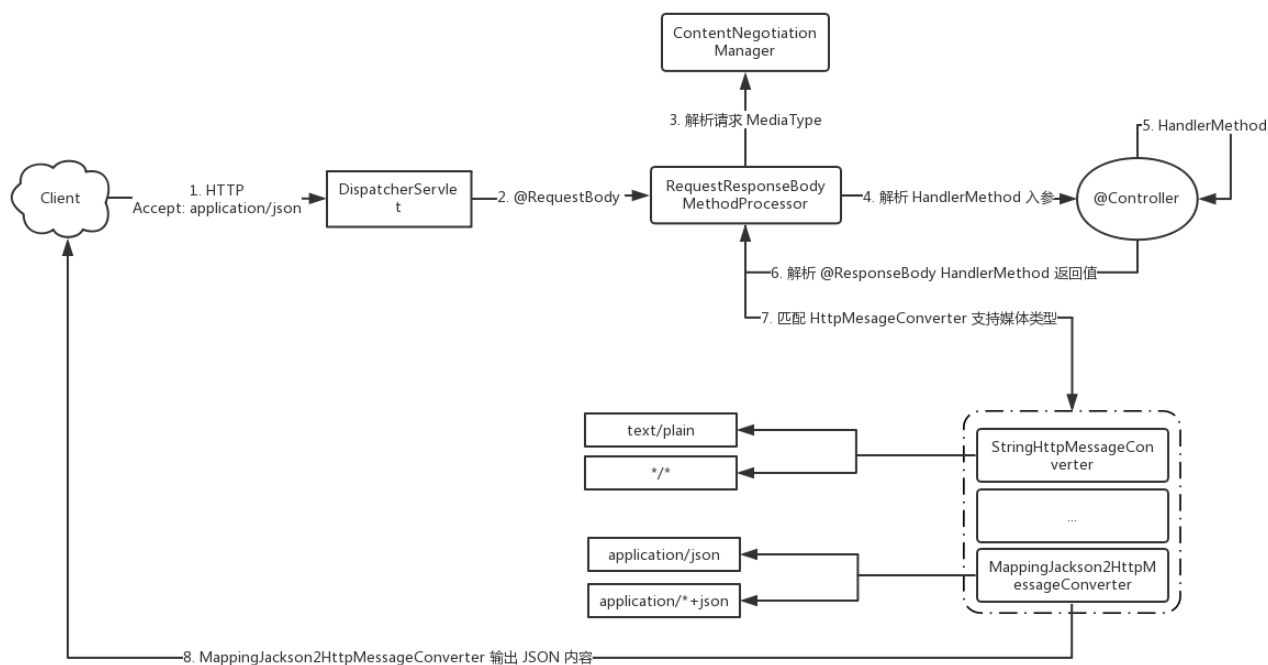 ContentNegotiation
Manager
3. 解析请求 MediaType
5. HandlerMethod
Client
1. HTTP
Accept: application/json
DispatcherServle
t
2. @RequestBody
RequestResponseBody
MethodProcessor
4. 解析 HandlerMethod 入参
@Controller
6. 解析 @ResponseBody HandlerMethod 返回值
7. 匹配 HttpMesageConverter 支持媒体类型
text/plain
*/*
StringHttpMessageCon
verter
...
application/json
application/*+json
MappingJackson2HttpM
essageConverter
8. MappingJackson2HttpMessageConverter 输出 JSON 内容